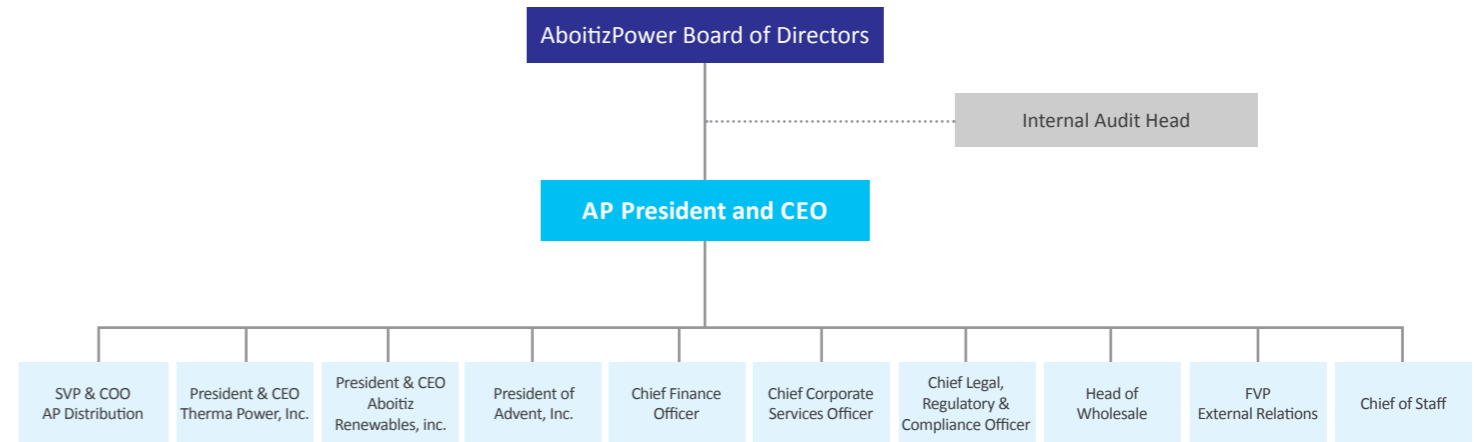 AboitizPower Board of Directors
Internal Audit Head
AP President and CEO
SVP & COO
AP Distribution
President & CEO
Therma Power, Inc.
President & CEO
Aboitiz
Renewables, inc.
President of
Advent, Inc.
Chief Finance
Officer
Chief Corporate
Services Officer
Chief Legal,
Regulatory &
Compliance Officer
Head of
Wholesale
FVP
External Relations
Chief of Staff